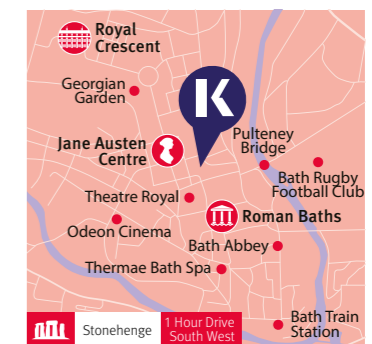 Royal
Crescent
Georgian
Garden
K
Jane Austen
Centre
Pulteney
Bridge
Bath Rugby
Football Club
Theatre Royal
Roman Baths
Odeon Cinema
Bath Abbey
Thermae Bath Spa
Bath Train
Station
Stonehenge
1 Hour Drive
South West